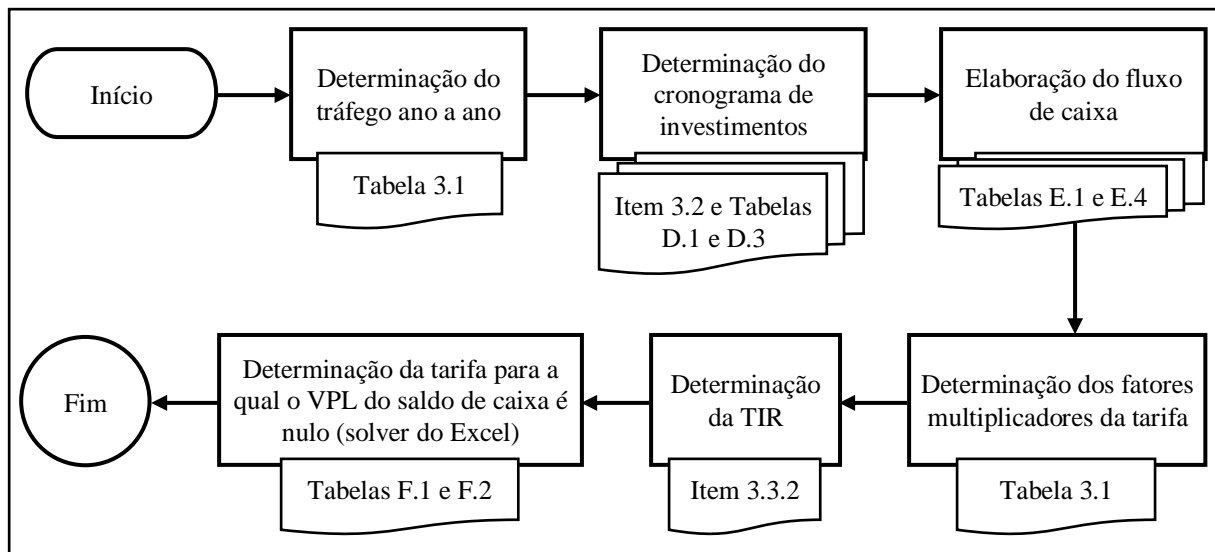 Início
Determinação do
tráfego ano a ano
Tabela 3.1
Determinação do
cronograma de
investimentos
Item 3.2 e Tabelas
D.1 e D.3
Elaboração do fluxo
de caixa
Tabelas E.1 e E.4
Determinação dos fatores
multiplicadores da tarifa
Tabela 3.1
Determinação
da TIR
Item 3.3.2
Determinação da tarifa para a
qual o VPL do saldo de caixa é
nulo (solver do Excel)
Tabelas F.1 e F.2
Fim